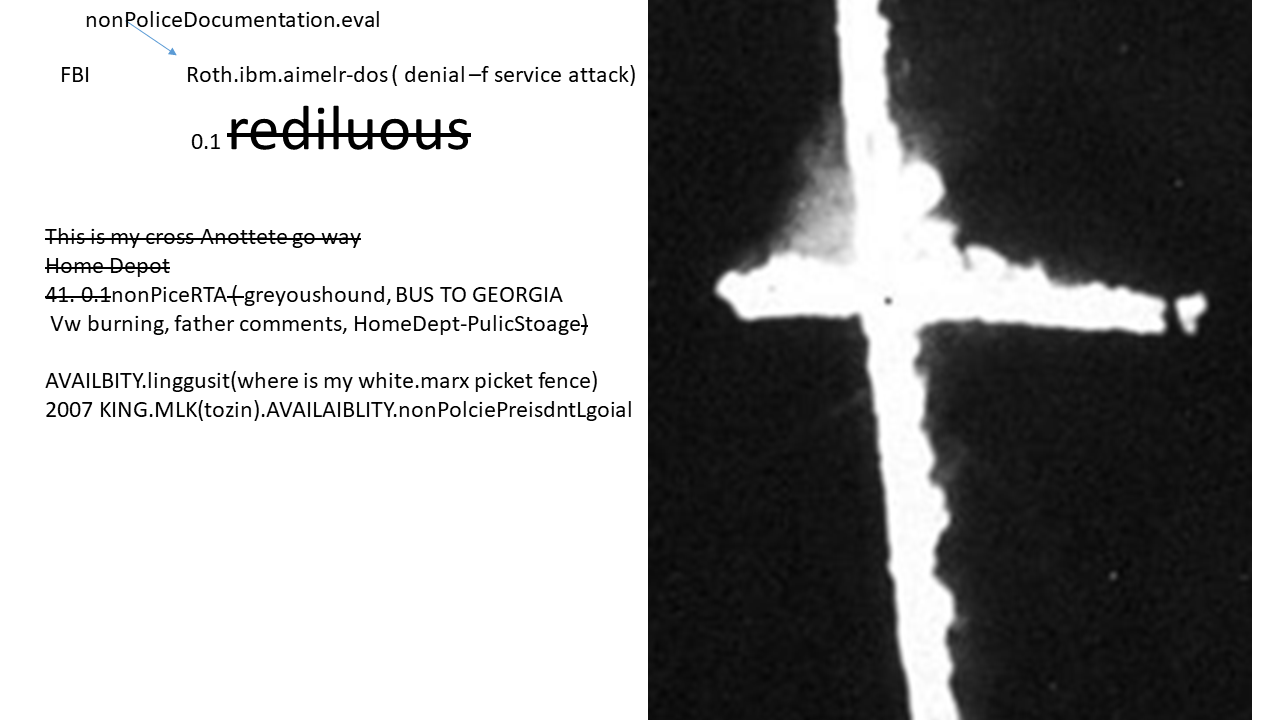 nonPoliceDocumentation.eval
FBI Roth.ibm.aimelr-dos ( denial –f service attack)
0.1 rediluous
This is my cross Anottete go way
Home Depot
41. 0.1nonPiceRTA ( greyoushound, BUS TO GEORGIA
Vw burning, father comments, HomeDept-PulicStoage)
AVAILBITY.linggusit(where is my white.marx picket fence)
2007 KING.MLK(tozin).AVAILAIBLITY.nonPolciePreisdntLgoial